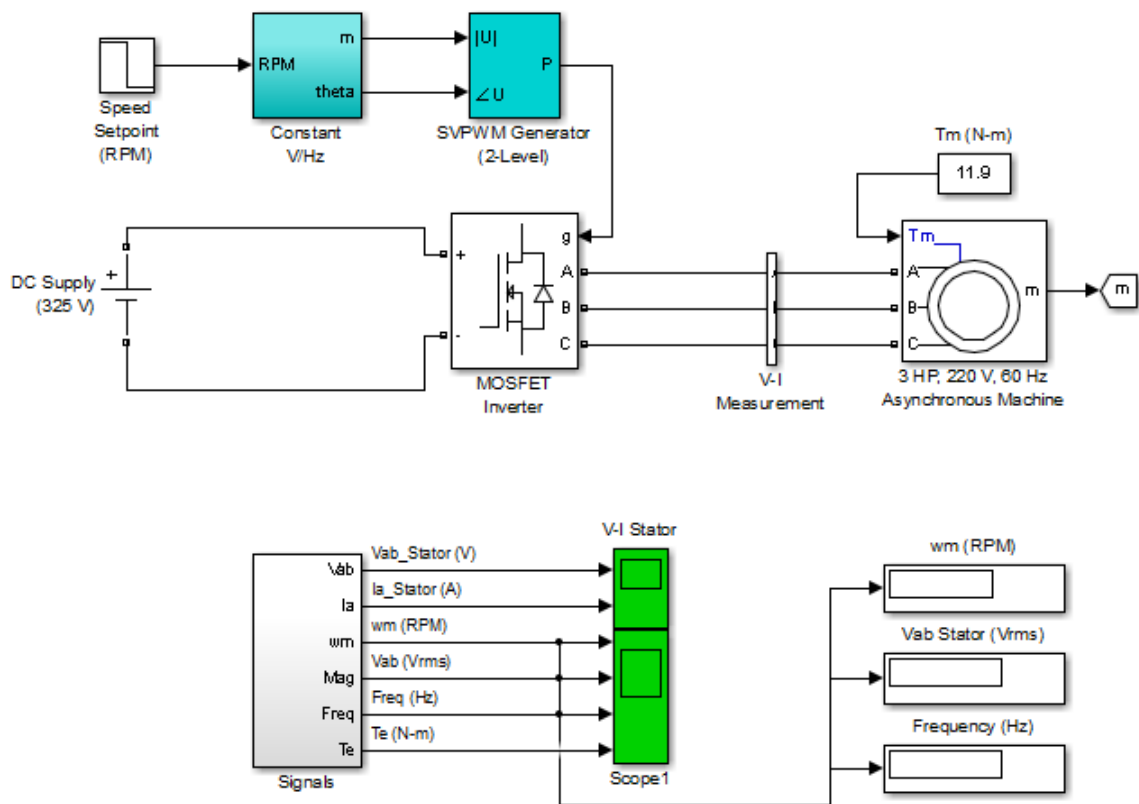 m
|U|
RPM
P
theta
∠U
Speed
Setpoint
(RPM)
Constant
V/Hz
SVPWM Generator
(2-Level)
Tm (N-m)
11.9
g
Tm
+
A
A
DC Supply
(325 V)
+
B
B
m
m
-
C
C
MOSFET
Inverter
V-I
Measurement
3 HP, 220 V, 60 Hz
Asynchronous Machine
V-I Stator
wm (RPM)
Vab
Vab_Stator (V)
Ia
Ia_Stator (A)
wm
wm (RPM)
Vab Stator (Vrms)
Mag
Vab (Vrms)
Freq
Freq (Hz)
Frequency (Hz)
Te
Te (N-m)
Signals
Scope1